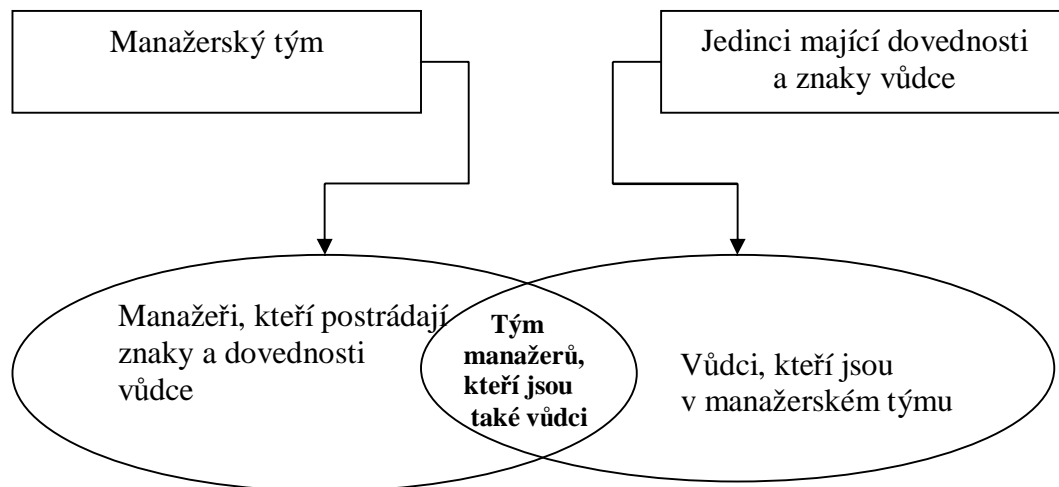 Manažerský tým
Jedinci mající dovednosti
a znaky vůdce
Manažeři, kteří postrádají
znaky a dovednosti
vůdce
Tým
manažerů,
kteří jsou
také vůdci
Vůdci, kteří jsou
v manažerském týmu